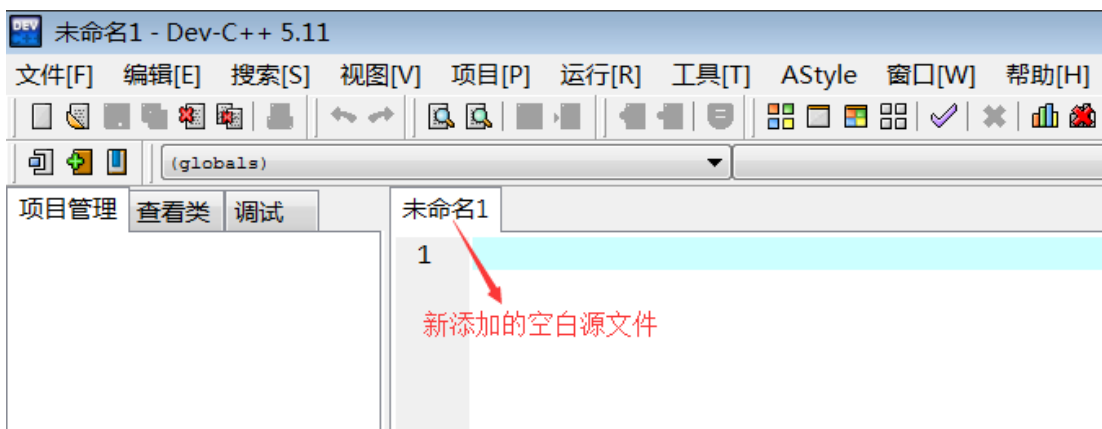 DEV 未命名1 - Dev-C++ 5.11
文件[F] 编辑[E] 搜索[S] 视图[V] 项目[P] 运行[R] 工具[T] AStyle 窗口[W] 帮助[H]
(globals)
项目管理 查看类 调试 未命名1
1
新添加的空白源文件